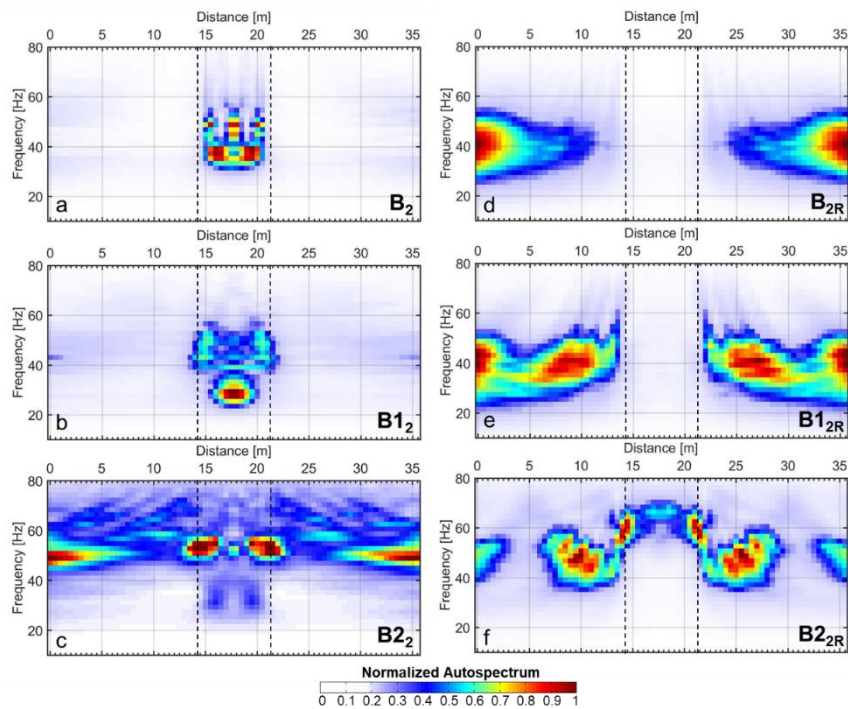 Distance [m]
0 5 10 15 20 25 30 35
80
60
40
20
Frequency [Hz]
a
B₂
Distance [m]
0 5 10 15 20 25 30 35
80
60
40
20
Frequency [Hz]
d
B₂R
Distance [m]
0 5 10 15 20 25 30 35
80
60
40
20
Frequency [Hz]
b
B1₂
Distance [m]
0 5 10 15 20 25 30 35
80
60
40
20
Frequency [Hz]
e
B1₂R
Distance [m]
0 5 10 15 20 25 30 35
80
60
40
20
Frequency [Hz]
c
B2₂
Distance [m]
0 5 10 15 20 25 30 35
80
60
40
20
Frequency [Hz]
f
B2₂R
Normalized Autospectrum
0 0.1 0.2 0.3 0.4 0.5 0.6 0.7 0.8 0.9 1